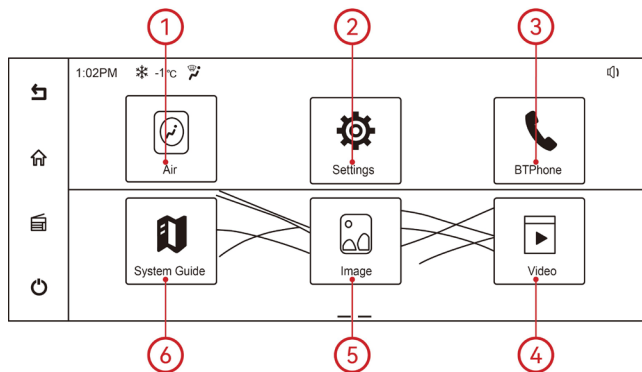 1 2 3
1:02PM -1℃
Air Settings BTPhone
System Guide Image Video
6 5 4